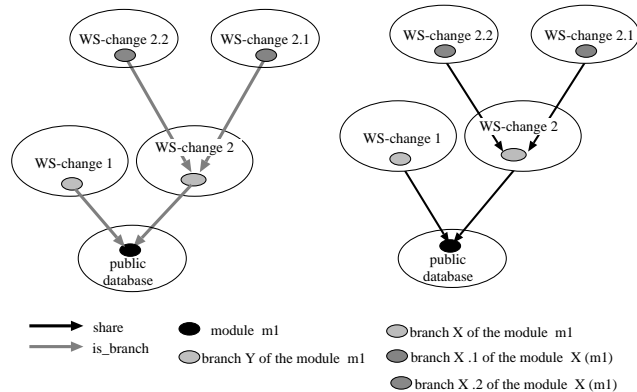 WS-change 2.2
WS-change 2.1
WS-change 1
WS-change 2
public
database
WS-change 2.2
WS-change 2.1
WS-change 1
WS-change 2
public
database
share
is_branch
module m1
branch Y of the module m1
branch X of the module m1
branch X .1 of the module X (m1)
branch X .2 of the module X (m1)